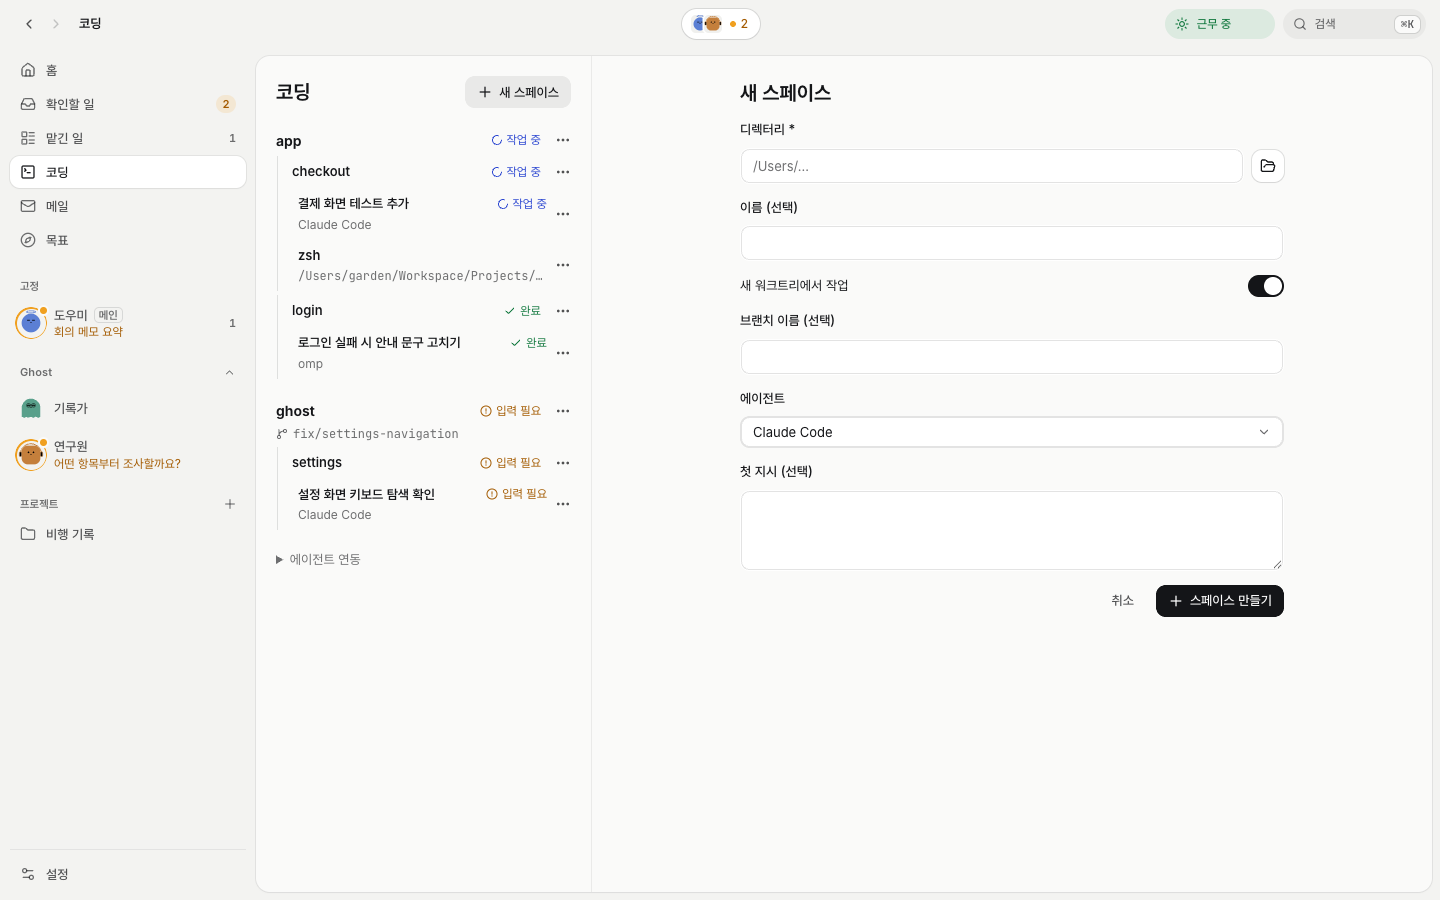 코딩
2
근무 중
검색
⌘K
홈
확인할 일
2
맡긴 일
1
코딩
메일
목표
고정
도우미
메인
회의 메모 요약
1
Ghost
기록가
연구원
어떤 항목부터 조사할까요?
프로젝트
비행 기록
설정
코딩
새 스페이스
app
작업 중
checkout
작업 중
결제 화면 테스트 추가
작업 중
Claude Code
zsh
/Users/garden/Workspace/Projects/…
login
완료
로그인 실패 시 안내 문구 고치기
완료
omp
ghost
입력 필요
fix/settings-navigation
settings
입력 필요
설정 화면 키보드 탐색 확인
입력 필요
Claude Code
에이전트 연동
새 스페이스
디렉터리 *
/Users/...
이름 (선택)
새 워크트리에서 작업
브랜치 이름 (선택)
에이전트
Claude Code
첫 지시 (선택)
취소
스페이스 만들기